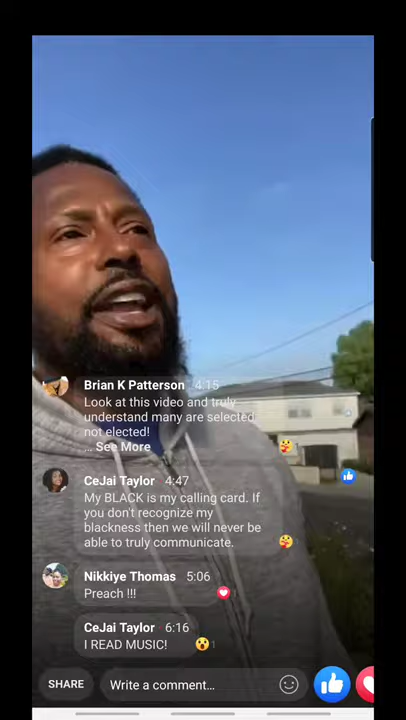 Brian K Patterson 4:15
Look at this video and truly
understand many are selected
not elected!
... See More
CeJai Taylor 4:47
My BLACK is my calling card. If
you don't recognize my
blackness then we will never be
able to truly communicate.
Nikkiye Thomas 5:06
Preach !!!
CeJai Taylor 6:16
I READ MUSIC!
1
SHARE
Write a comment...